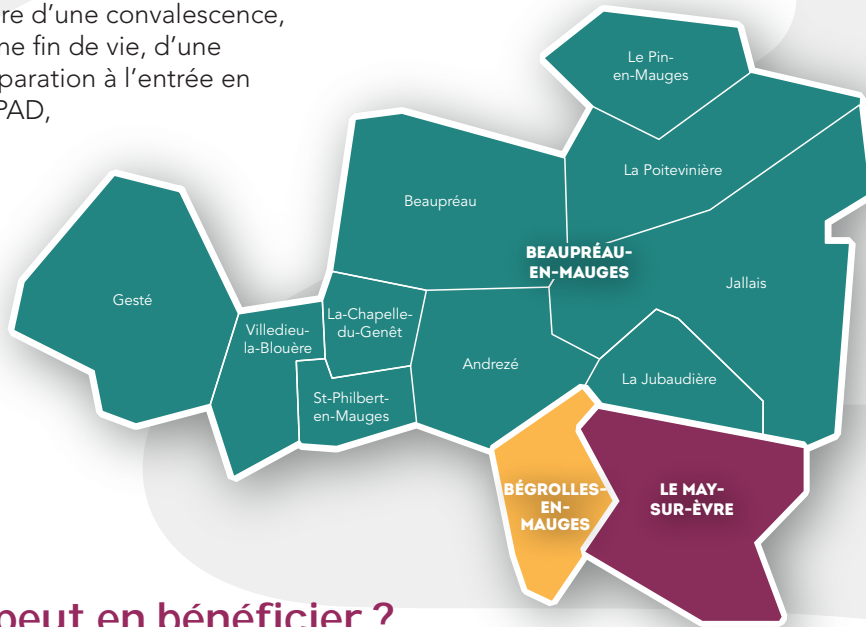 re d'une convalescence,
ne fin de vie, d'une
paration à l'entrée en
PAD,
Le Pin-
en-Mauges
La Poitevinière
Beaupréau
BEAUPRÉAU-
EN-MAUGES
Jallais
Gesté
La-Chapelle-
du-Genêt
Villedieu-
la-Blouère
Andrezé
La Jubaudière
St-Philbert-
en-Mauges
BÉGROLLES-
EN-
MAUGES
LE MAY-
SUR-ÈVRE
peut en bénéficier ?